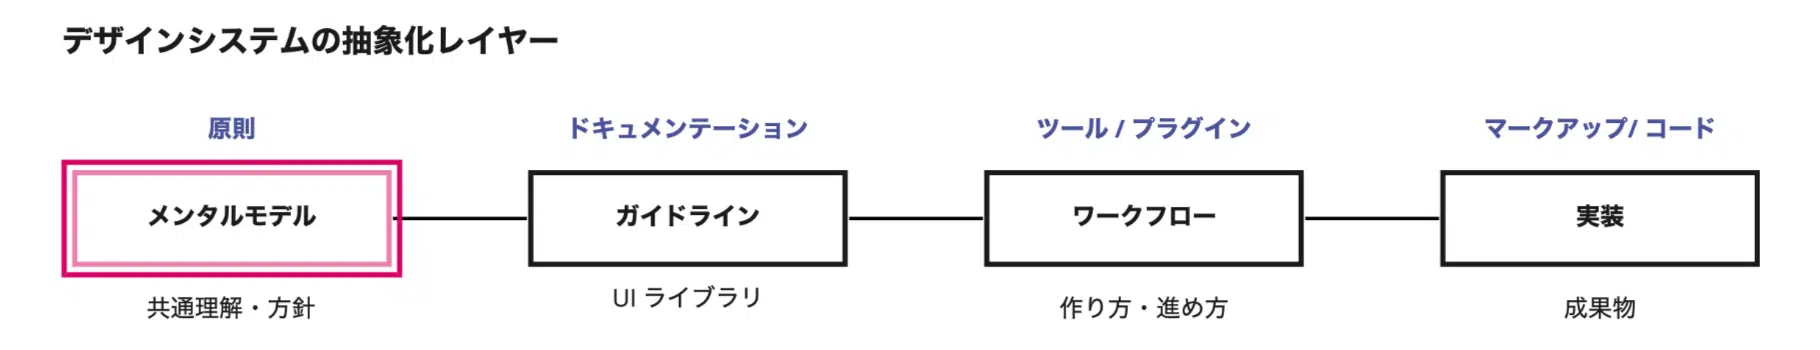 デザインシステムの抽象化レイヤー
原則
ドキュメンテーション
ツール / プラグイン
マークアップ/ コード
メンタルモデル
ガイドライン
ワークフロー
実装
共通理解・方針
UI ライブラリ
作り方・進め方
成果物